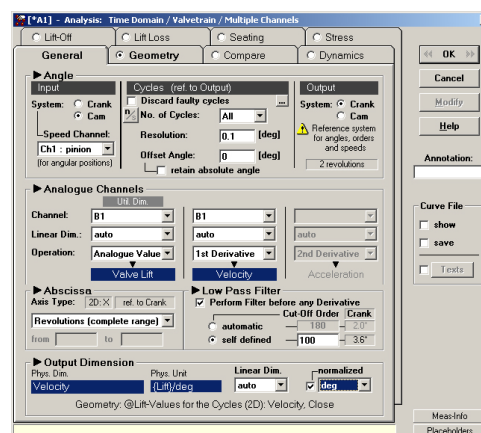 [*A1] - Analysis: Time Domain / Valvetrain / Multiple Channels
Lift-Off
Lift Loss
Seating
Stress
General
Geometry
Compare
Dynamics
OK
Cancel
Modify
Help
Annotation:
Curve File
show
save
Texts
Meas-Info
Placeholders
Angle
Input
System: Crank
Cam
Speed Channel:
Ch1 : pinion
(for angular positions)
Cycles (ref. to Output)
Discard faulty cycles
...
n/s No. of Cycles: All
Resolution: 0.1 [deg]
Offset Angle: 0 [deg]
retain absolute angle
Output
System: Crank
Cam
Reference system
for angles, orders
and speeds
2 revolutions
Analogue Channels
Util. Dim.
Channel: B1 B1
Linear Dim.: auto auto auto
Operation: Analogue Value 1st Derivative 2nd Derivative
Valve Lift Velocity Acceleration
Abscissa
Axis Type: 2D: X ref. to Crank
Revolutions (complete range)
from to
Low Pass Filter
Perform Filter before any Derivative
Cut-Off Order Crank
automatic 180 2.0°
self defined 100 3.6°
Output Dimension
Phys. Dim. Phys. Unit Linear Dim. normalized
Velocity {Lift}/deg auto deg
Geometry: @Lift-Values for the Cycles (2D): Velocity, Close